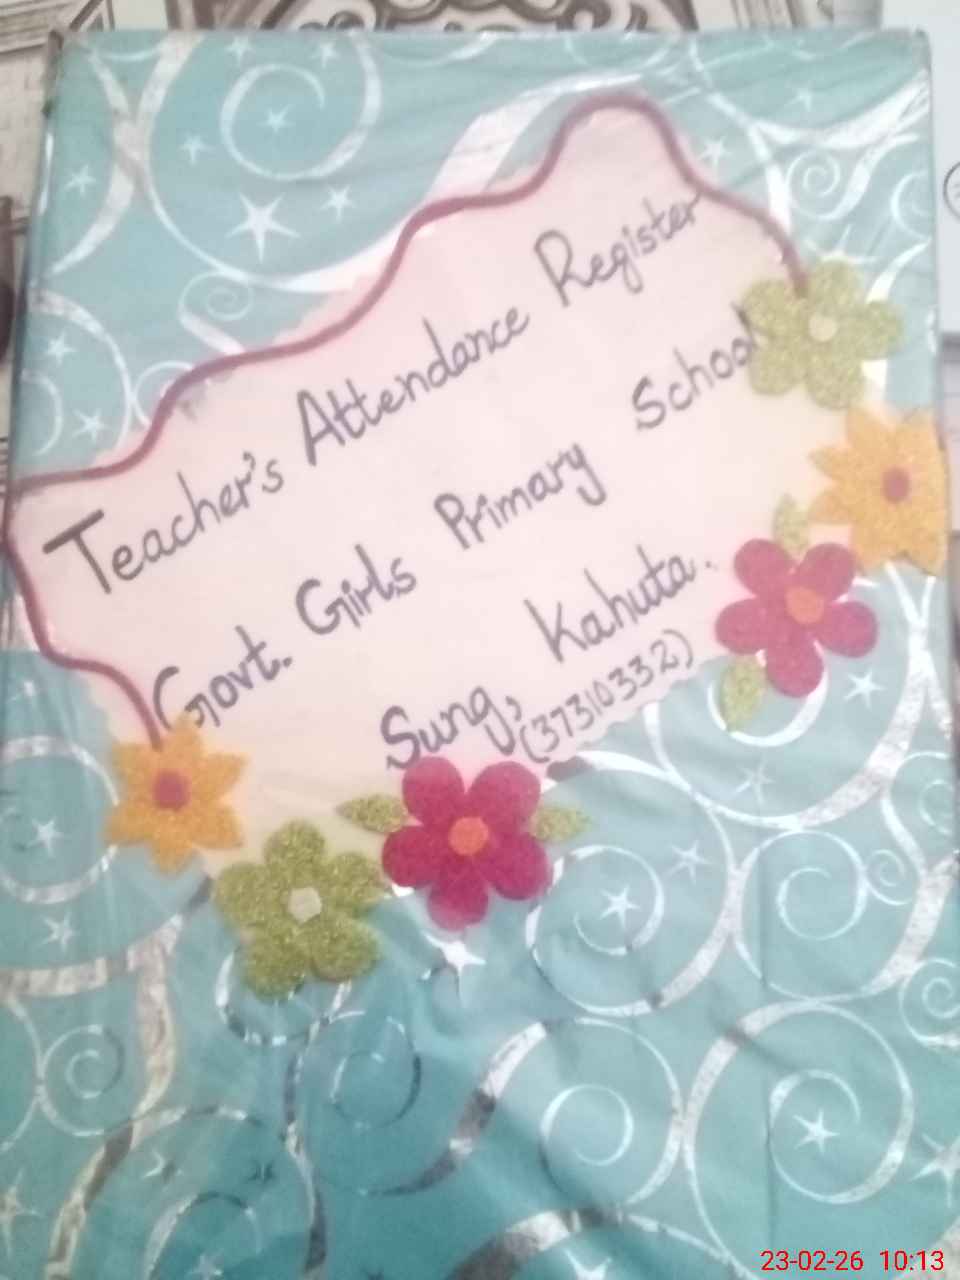 Teacher's Attendance Register
Govt. Girls Primary School
Sung, Kahuta.
(37310332)
23-02-26 10:13